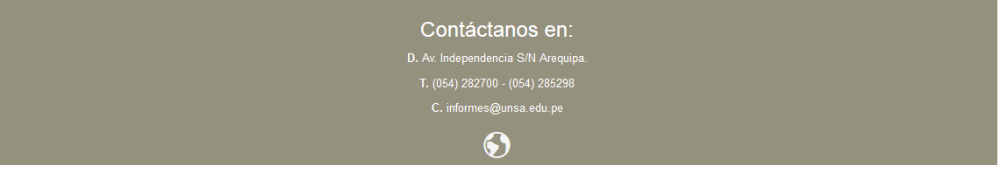 Contáctanos en:
D. Av. Independencia S/N Arequipa.
T. (054) 282700 - (054) 285298
C. informes@unsa.edu.pe